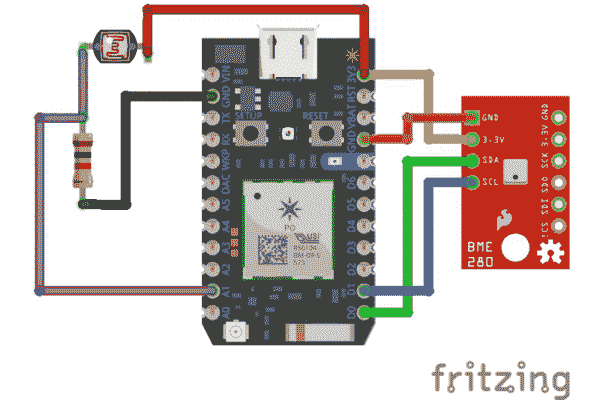 VIN
GND
TX
RX
WKP
DAC
A5
A4
A3
A2
A1
A0
SETUP
RESET
3V3
RST
VBAT
GND
D7
D6
D5
D4
D3
D2
D1
D0
P0
GND
3.3V
SDA
SCL
GND
3.3V
SCK
SDO
SDI
!CS
BME
280
fritzing